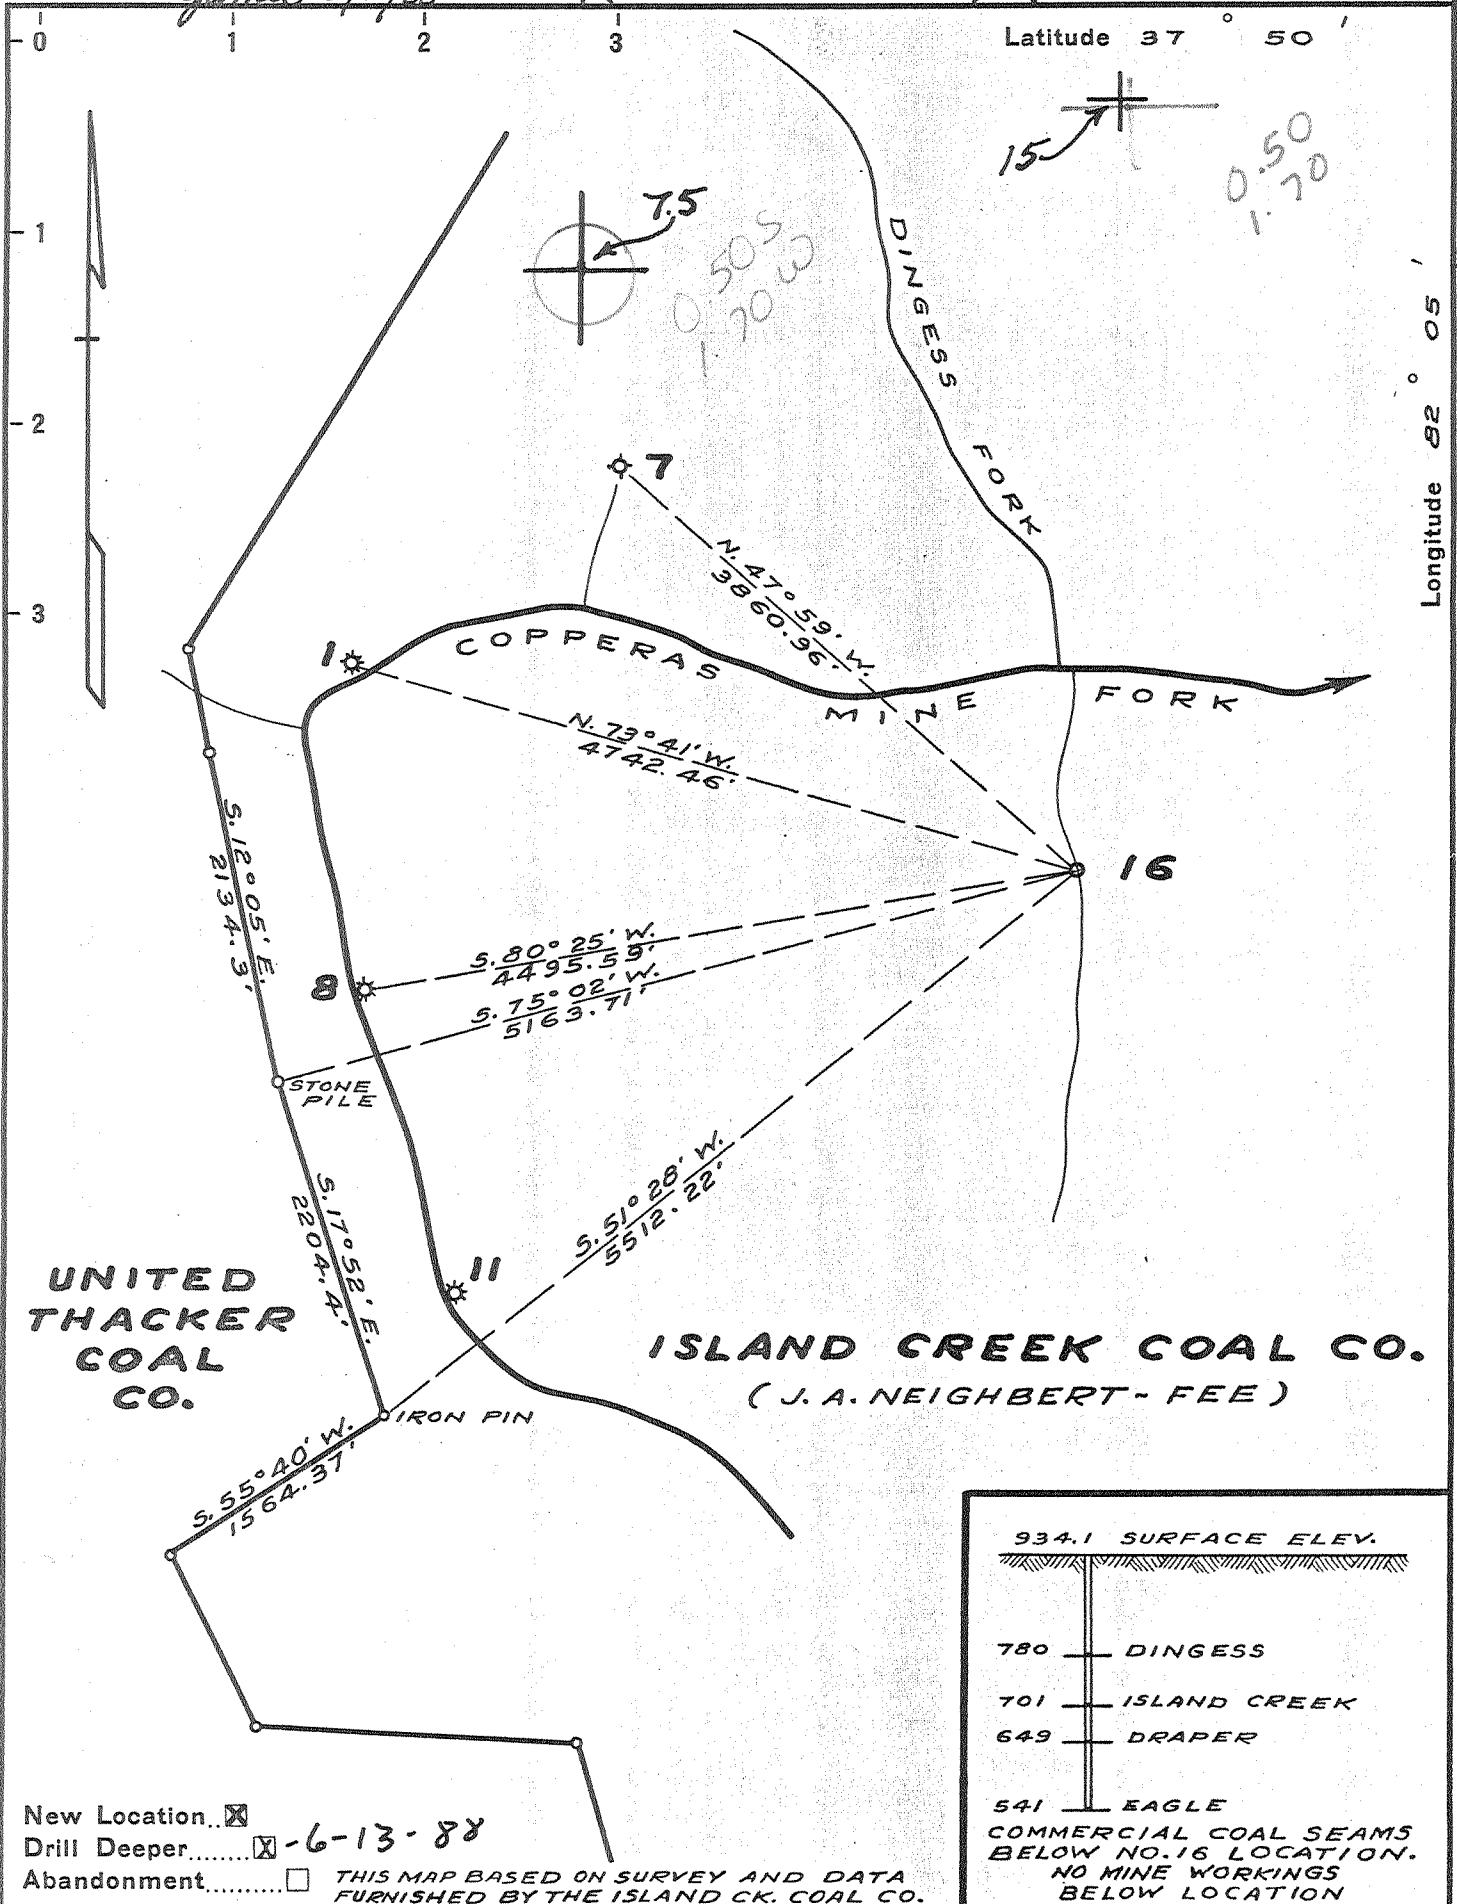 0 1 2 3
Latitude 37° 50'
15
0.50
1.70
7.5
0.50 S
1.70 W
1
2
3
Longitude 82° 05'
DINGESS FORK
7
N. 47° 59' W.
3860.96'
1
COPPERAS MINE FORK
N. 73° 41' W.
4742.46'
16
S. 12° 05' E.
2134.3'
8
S. 80° 25' W.
4495.59'
S. 75° 02' W.
5163.71'
STONE
PILE
S. 17° 52' E.
2204.4'
S. 51° 28' W.
5512.22'
11
UNITED
THACKER
COAL
CO.
ISLAND CREEK COAL CO.
(J.A. NEIGHBERT ~ FEE)
IRON PIN
S. 55° 40' W.
1564.37'
934.1 SURFACE ELEV.
780 DINGESS
701 ISLAND CREEK
649 DRAPER
541 EAGLE
COMMERCIAL COAL SEAMS
BELOW NO. 16 LOCATION.
NO MINE WORKINGS
BELOW LOCATION
New Location..☒
Drill Deeper.......☒ -6-13-88
Abandonment..........☐
THIS MAP BASED ON SURVEY AND DATA
FURNISHED BY THE ISLAND CK. COAL CO.